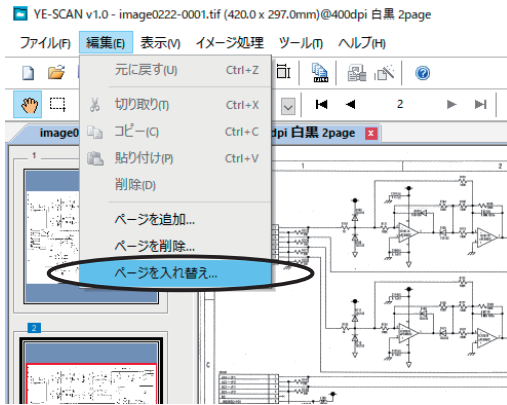 YE-SCAN v1.0 - image0222-0001.tif (420.0 x 297.0mm)@400dpi 白黒 2page
ファイル(F) 編集(E) 表示(V) イメージ処理 ツール(T) ヘルプ(H)
元に戻す(U) Ctrl+Z
切り取り(T) Ctrl+X
2
コピー(C) Ctrl+C
image0 dpi 白黒 2page
貼り付け(P) Ctrl+V
1
1 2
削除(D)
ページを追加...
ページを削除...
ページを入れ替え...
2
C